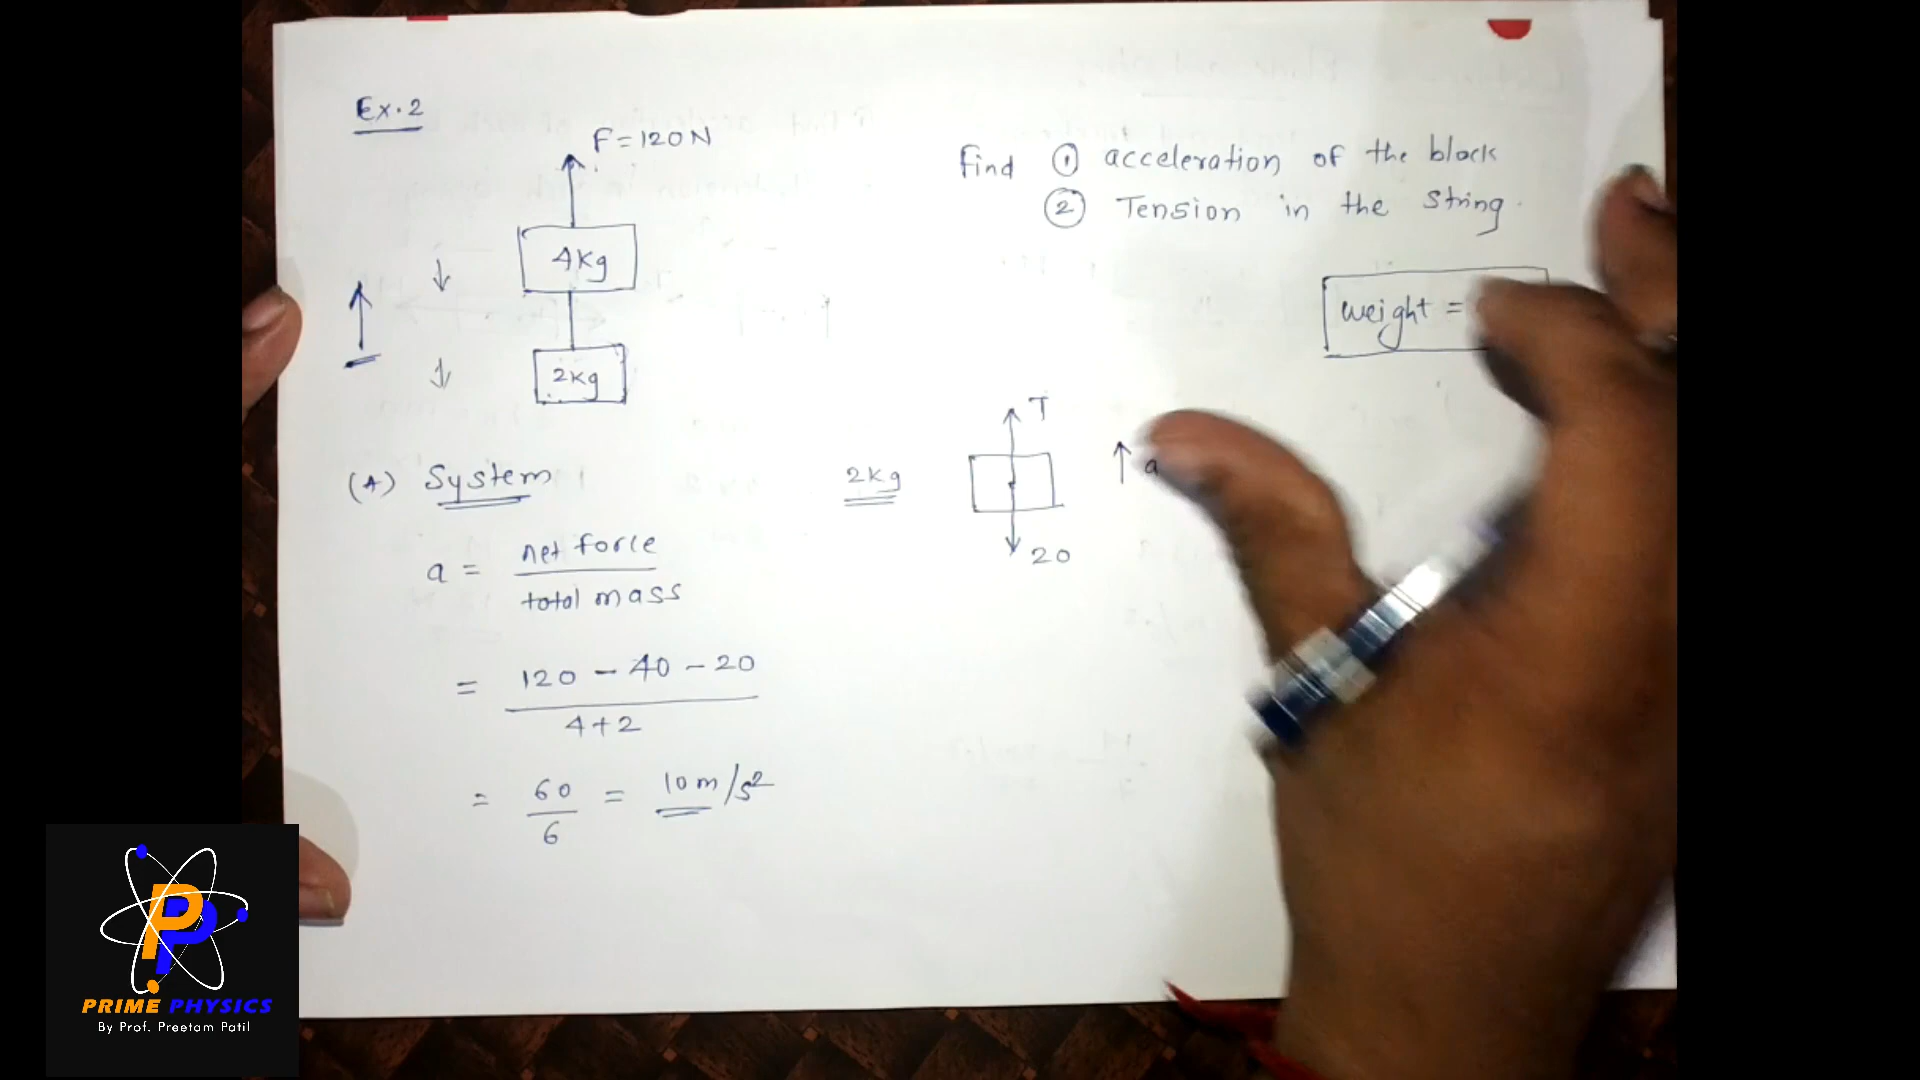 Ex.2
F = 120N
4kg
2kg
find ① acceleration of the block
② Tension in the string.
weight =
(A) System
a = net force
total mass
= 120 - 40 - 20
4+2
= 60 = 10 m/s²
6
2kg
T
a
20
PP
PRIME PHYSICS
By Prof. Preetam Patil